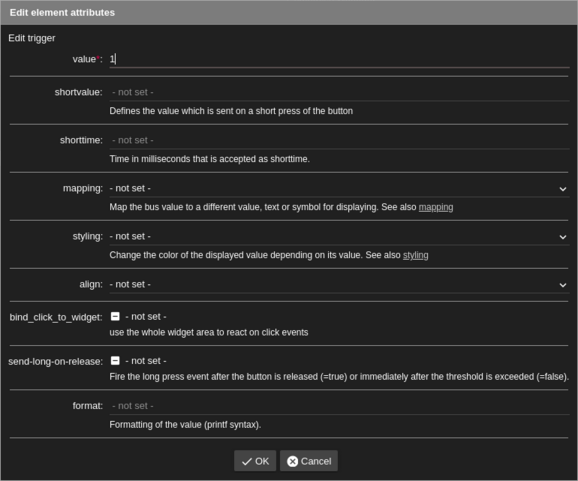 Edit element attributes
Edit trigger
value*: 1
shortvalue: - not set -
Defines the value which is sent on a short press of the button
shorttime: - not set -
Time in milliseconds that is accepted as shorttime.
mapping: - not set -
Map the bus value to a different value, text or symbol for displaying. See also mapping
styling: - not set -
Change the color of the displayed value depending on its value. See also styling
align: - not set -
bind_click_to_widget: - not set -
use the whole widget area to react on click events
send-long-on-release: - not set -
Fire the long press event after the button is released (=true) or immediately after the threshold is exceeded (=false).
format: - not set -
Formatting of the value (printf syntax).
OK Cancel